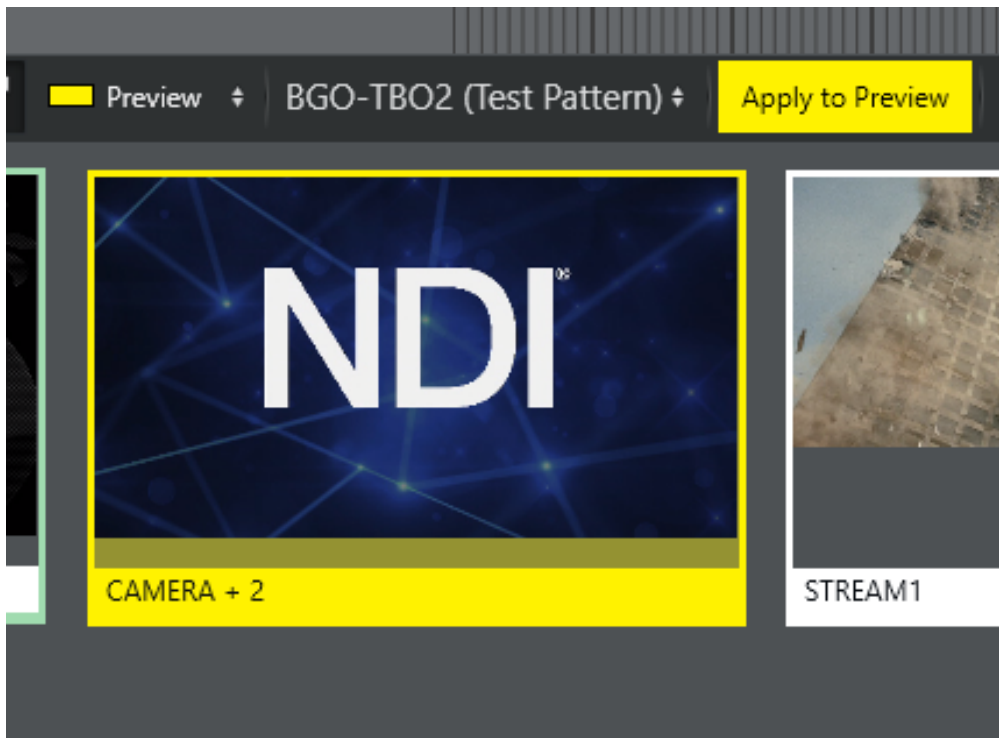 Preview
BGO-TBO2 (Test Pattern)
Apply to Preview
NDI®
CAMERA + 2
STREAM1